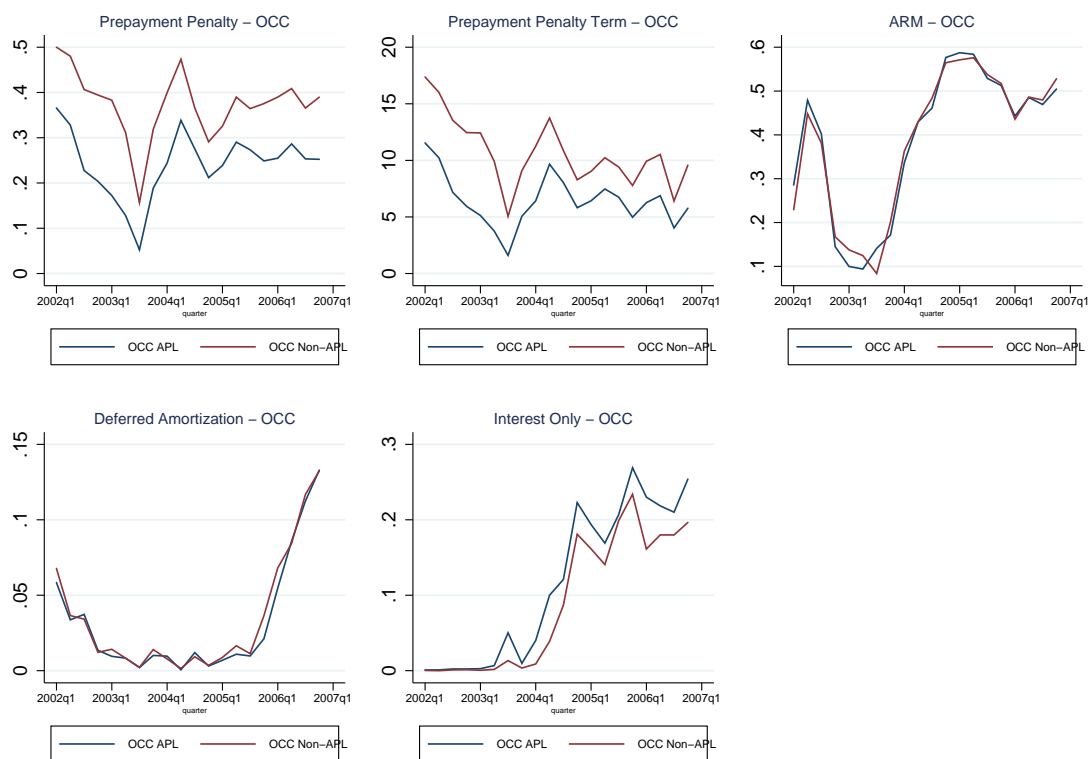 Prepayment Penalty − OCC
.5
.4
.3
.2
.1
0
2002q1 2003q1 2004q1 2005q1 2006q1 2007q1
quarter
OCC APL OCC Non−APL
Prepayment Penalty Term − OCC
20
15
10
5
0
2002q1 2003q1 2004q1 2005q1 2006q1 2007q1
quarter
OCC APL OCC Non−APL
ARM − OCC
.6
.5
.4
.3
.2
.1
2002q1 2003q1 2004q1 2005q1 2006q1 2007q1
quarter
OCC APL OCC Non−APL
Deferred Amortization − OCC
.15
.1
.05
0
2002q1 2003q1 2004q1 2005q1 2006q1 2007q1
quarter
OCC APL OCC Non−APL
Interest Only − OCC
.3
.2
.1
0
2002q1 2003q1 2004q1 2005q1 2006q1 2007q1
quarter
OCC APL OCC Non−APL